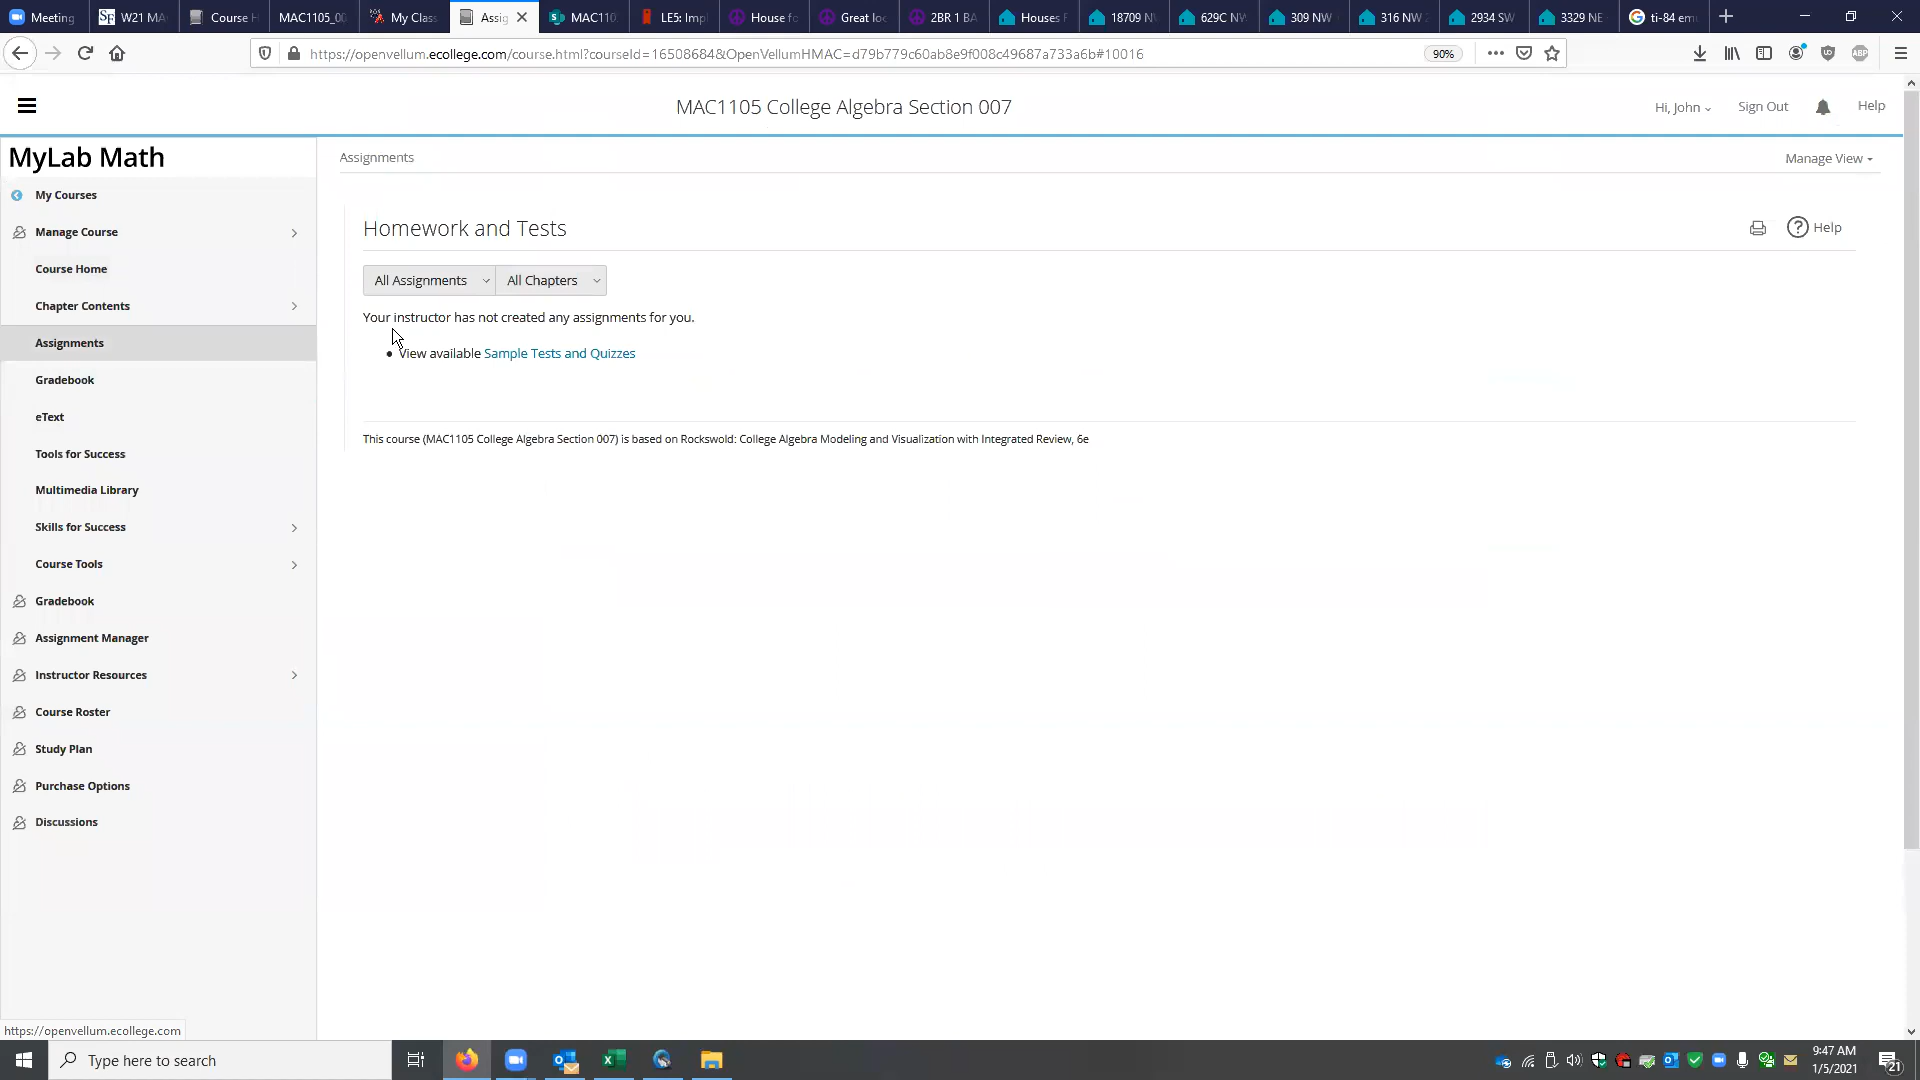 Meeting
W21 MA
Course H
MAC1105_00
My Class
Assig
MAC110
LE5: Impl
House fo
Great loc
2BR 1 BA
Houses F
18709 N
629C NW
309 NW
316 NW
2934 SW
3329 NE
ti-84 em
https://openvellum.ecollege.com/course.html?courseId=16508684&OpenVellumHMAC=d79b779c60ab8e9f008c49687a733a6b#10016
90%
ABP
MAC1105 College Algebra Section 007
Hi, John
Sign Out
Help
MyLab Math
My Courses
Manage Course
Course Home
Chapter Contents
Assignments
Gradebook
eText
Tools for Success
Multimedia Library
Skills for Success
Course Tools
Gradebook
Assignment Manager
Instructor Resources
Course Roster
Study Plan
Purchase Options
Discussions
Assignments
Manage View
Homework and Tests
? Help
All Assignments
All Chapters
Your instructor has not created any assignments for you.
• View available Sample Tests and Quizzes
This course (MAC1105 College Algebra Section 007) is based on Rockswold: College Algebra Modeling and Visualization with Integrated Review, 6e
https://openvellum.ecollege.com
Type here to search
9:47 AM
1/5/2021
21